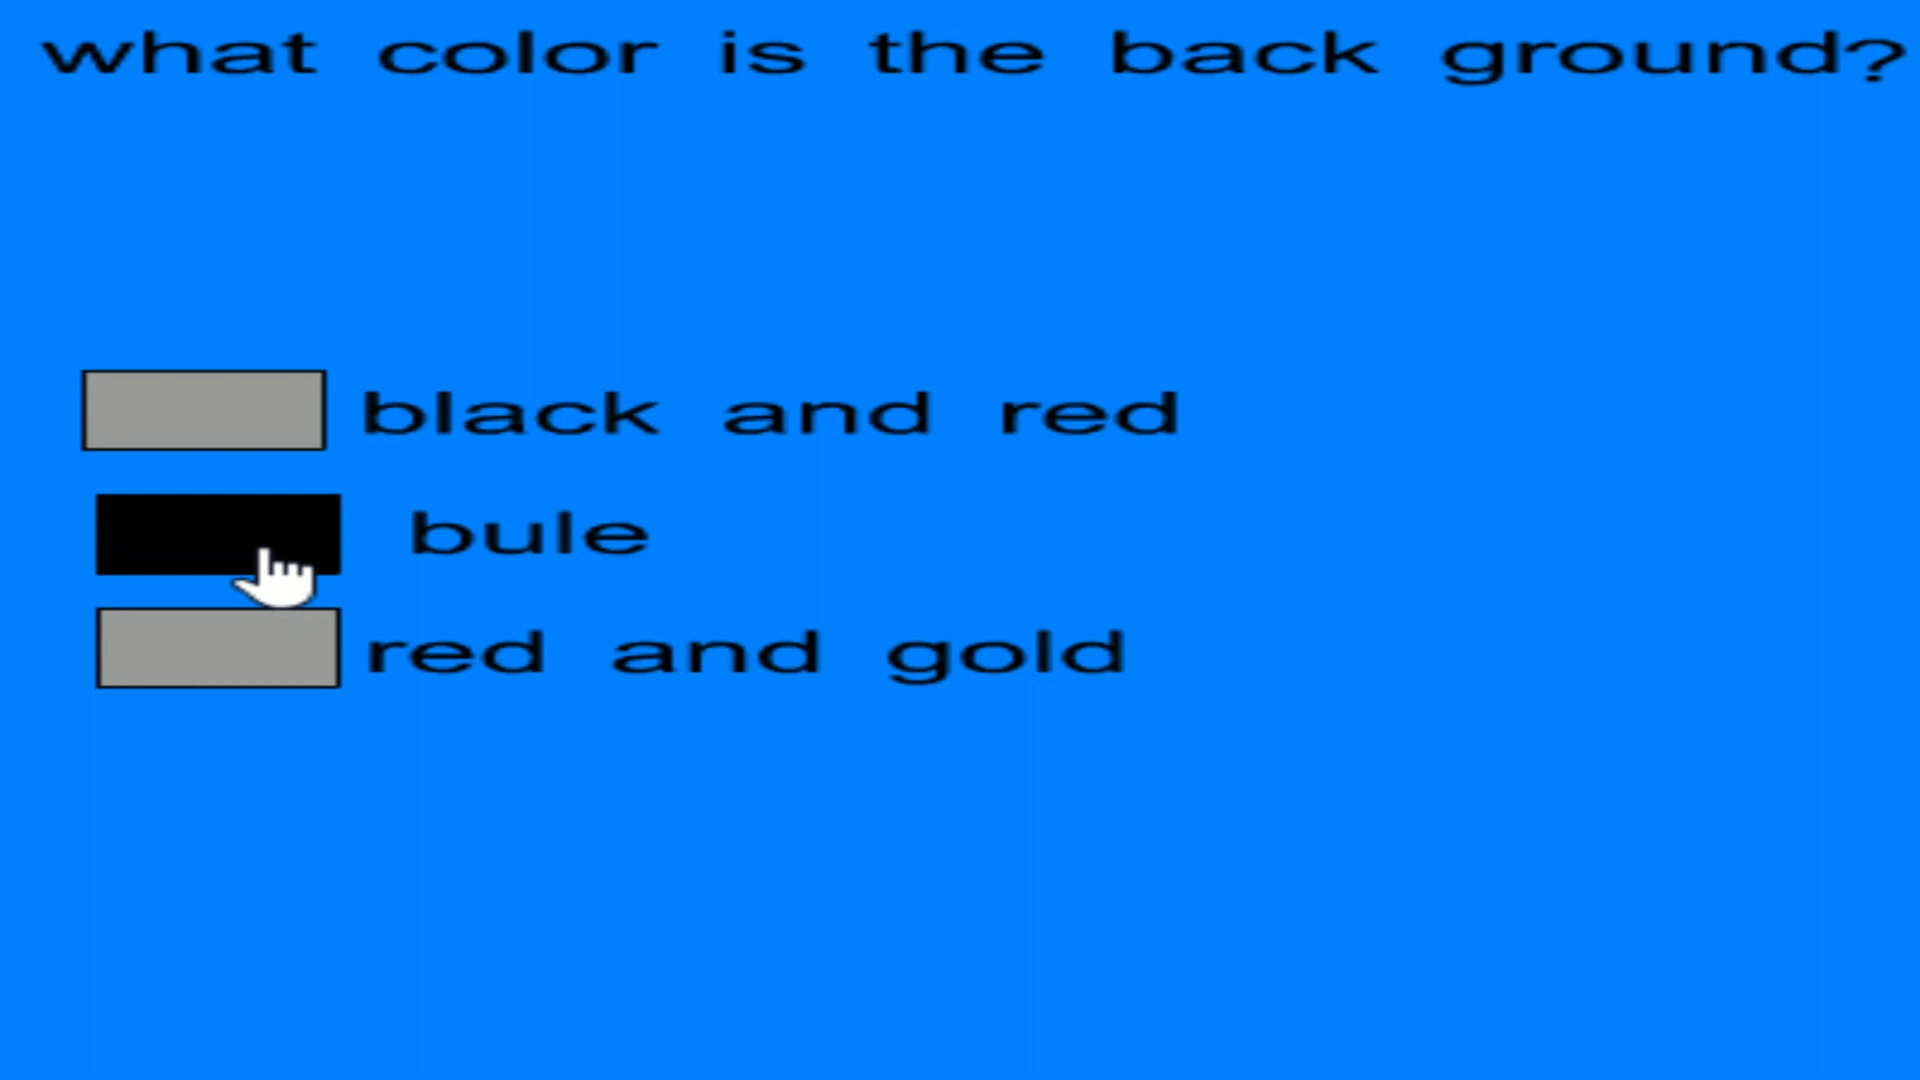 what color is the back ground?
black and red
bule
red and gold